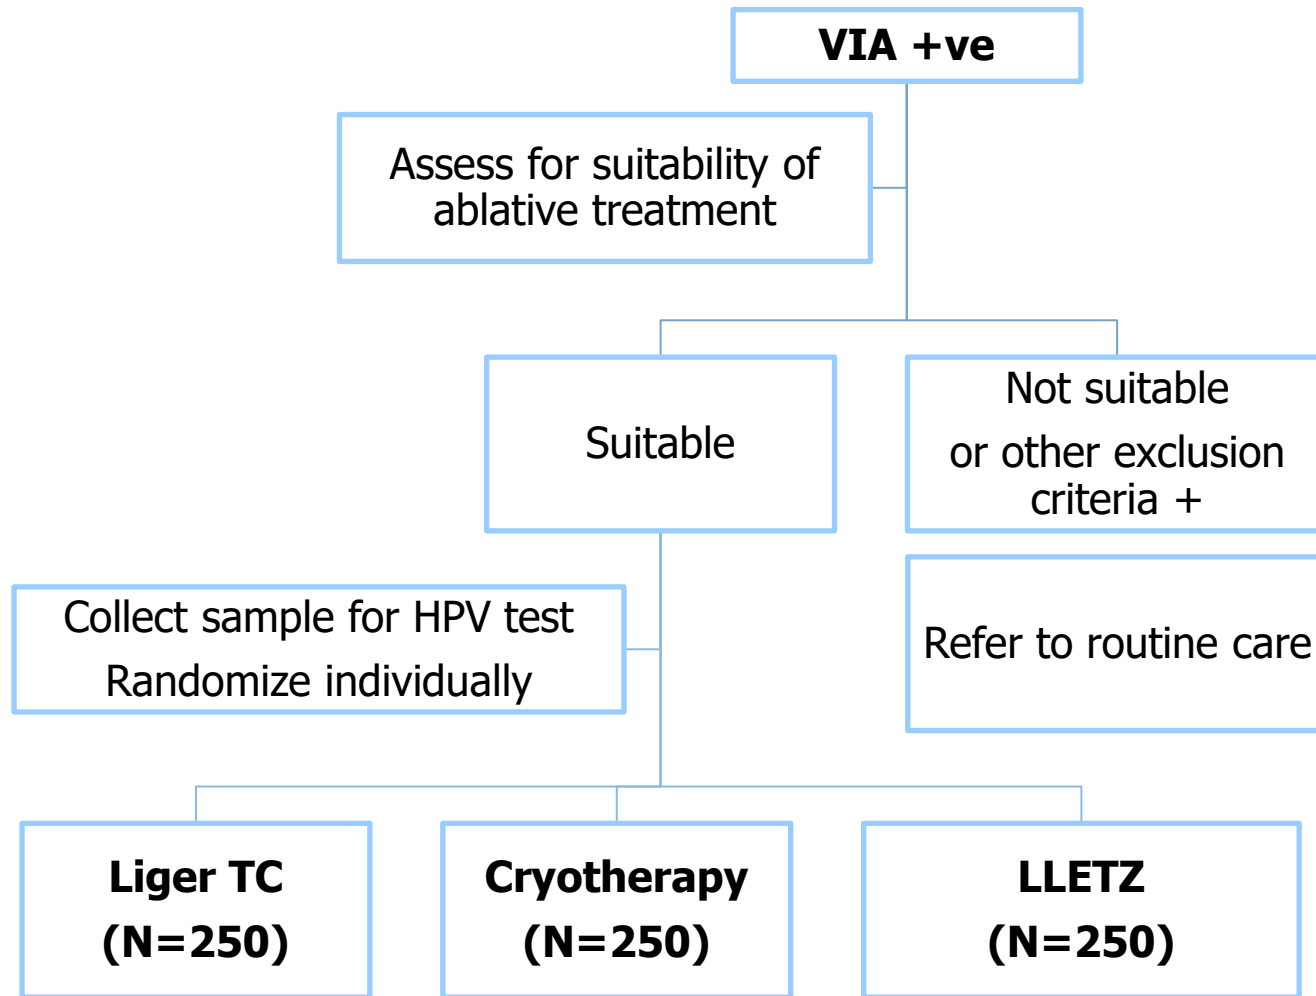 VIA +ve
Assess for suitability of
ablative treatment
Suitable
Not suitable
or other exclusion
criteria +
Collect sample for HPV test
Randomize individually
Refer to routine care
Liger TC
(N=250)
Cryotherapy
(N=250)
LLETZ
(N=250)